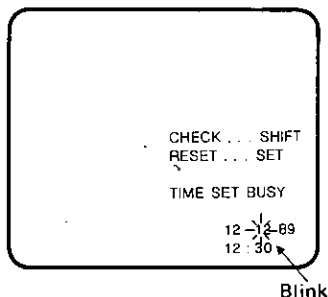 CHECK . . . SHIFT
RESET . . . SET
TIME SET BUSY
12-12-89
12:30
Blink